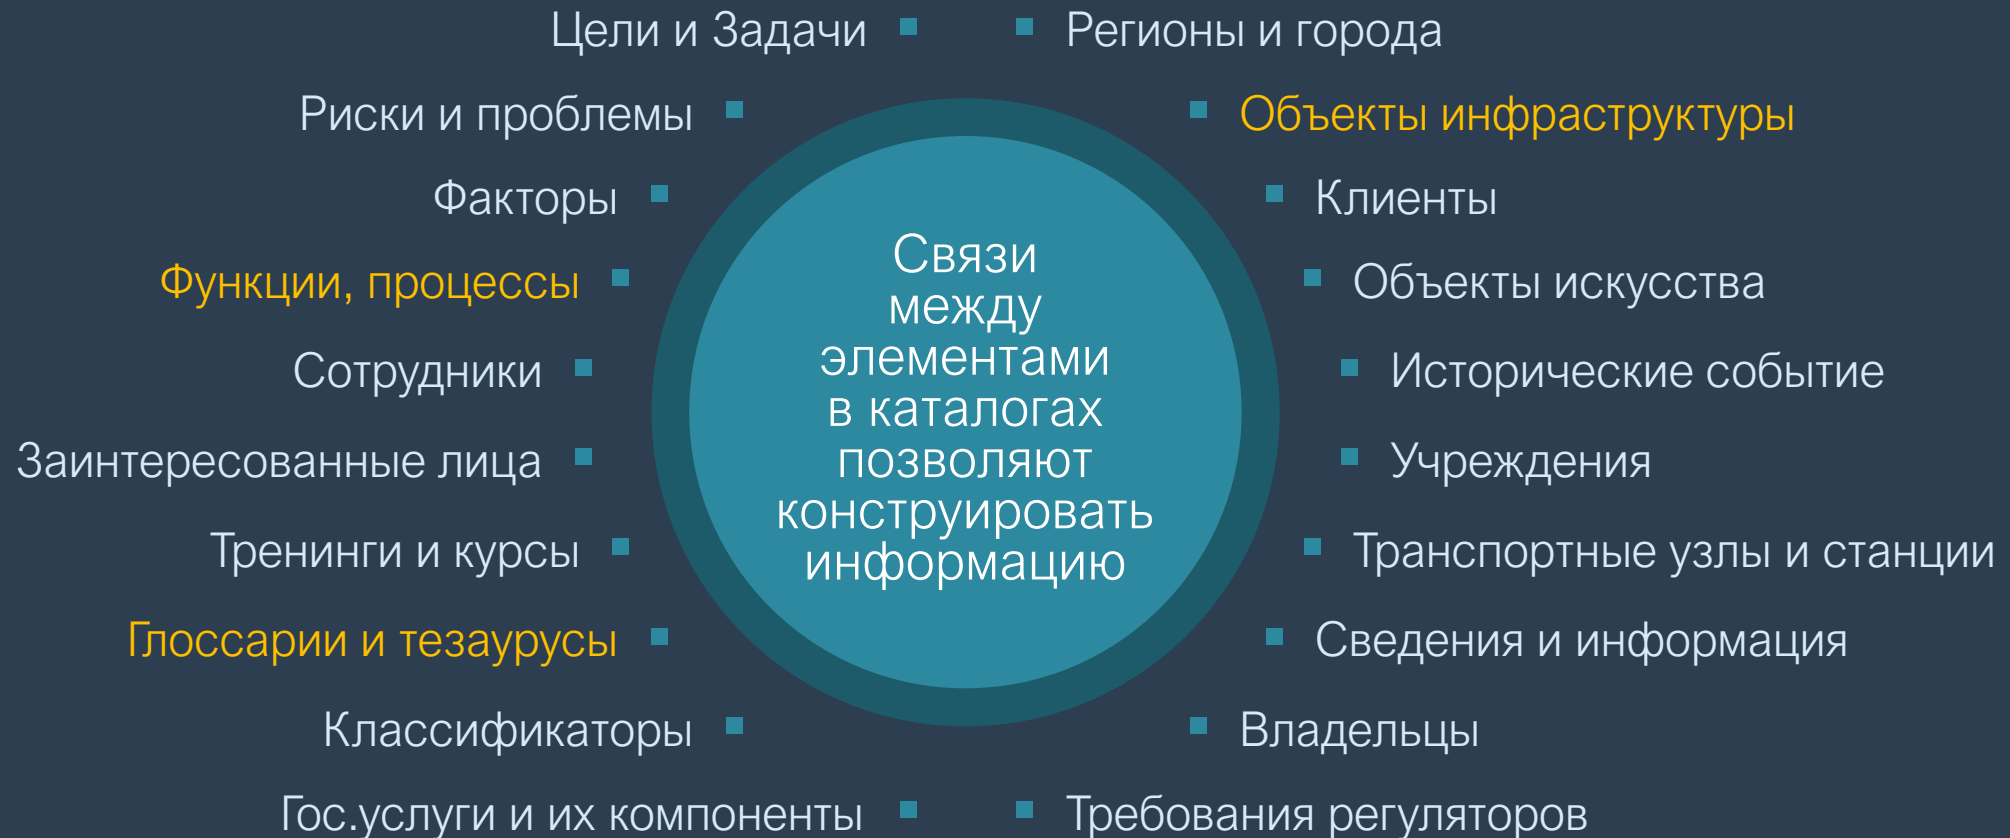 Цели и Задачи
Риски и проблемы
Факторы
Функции, процессы
Сотрудники
Заинтересованные лица
Тренинги и курсы
Глоссарии и тезаурусы
Классификаторы
Гос.услуги и их компоненты
Связи
между
элементами
в каталогах
позволяют
конструировать
информацию
Регионы и города
Объекты инфраструктуры
Клиенты
Объекты искусства
Исторические событие
Учреждения
Транспортные узлы и станции
Сведения и информация
Владельцы
Требования регуляторов